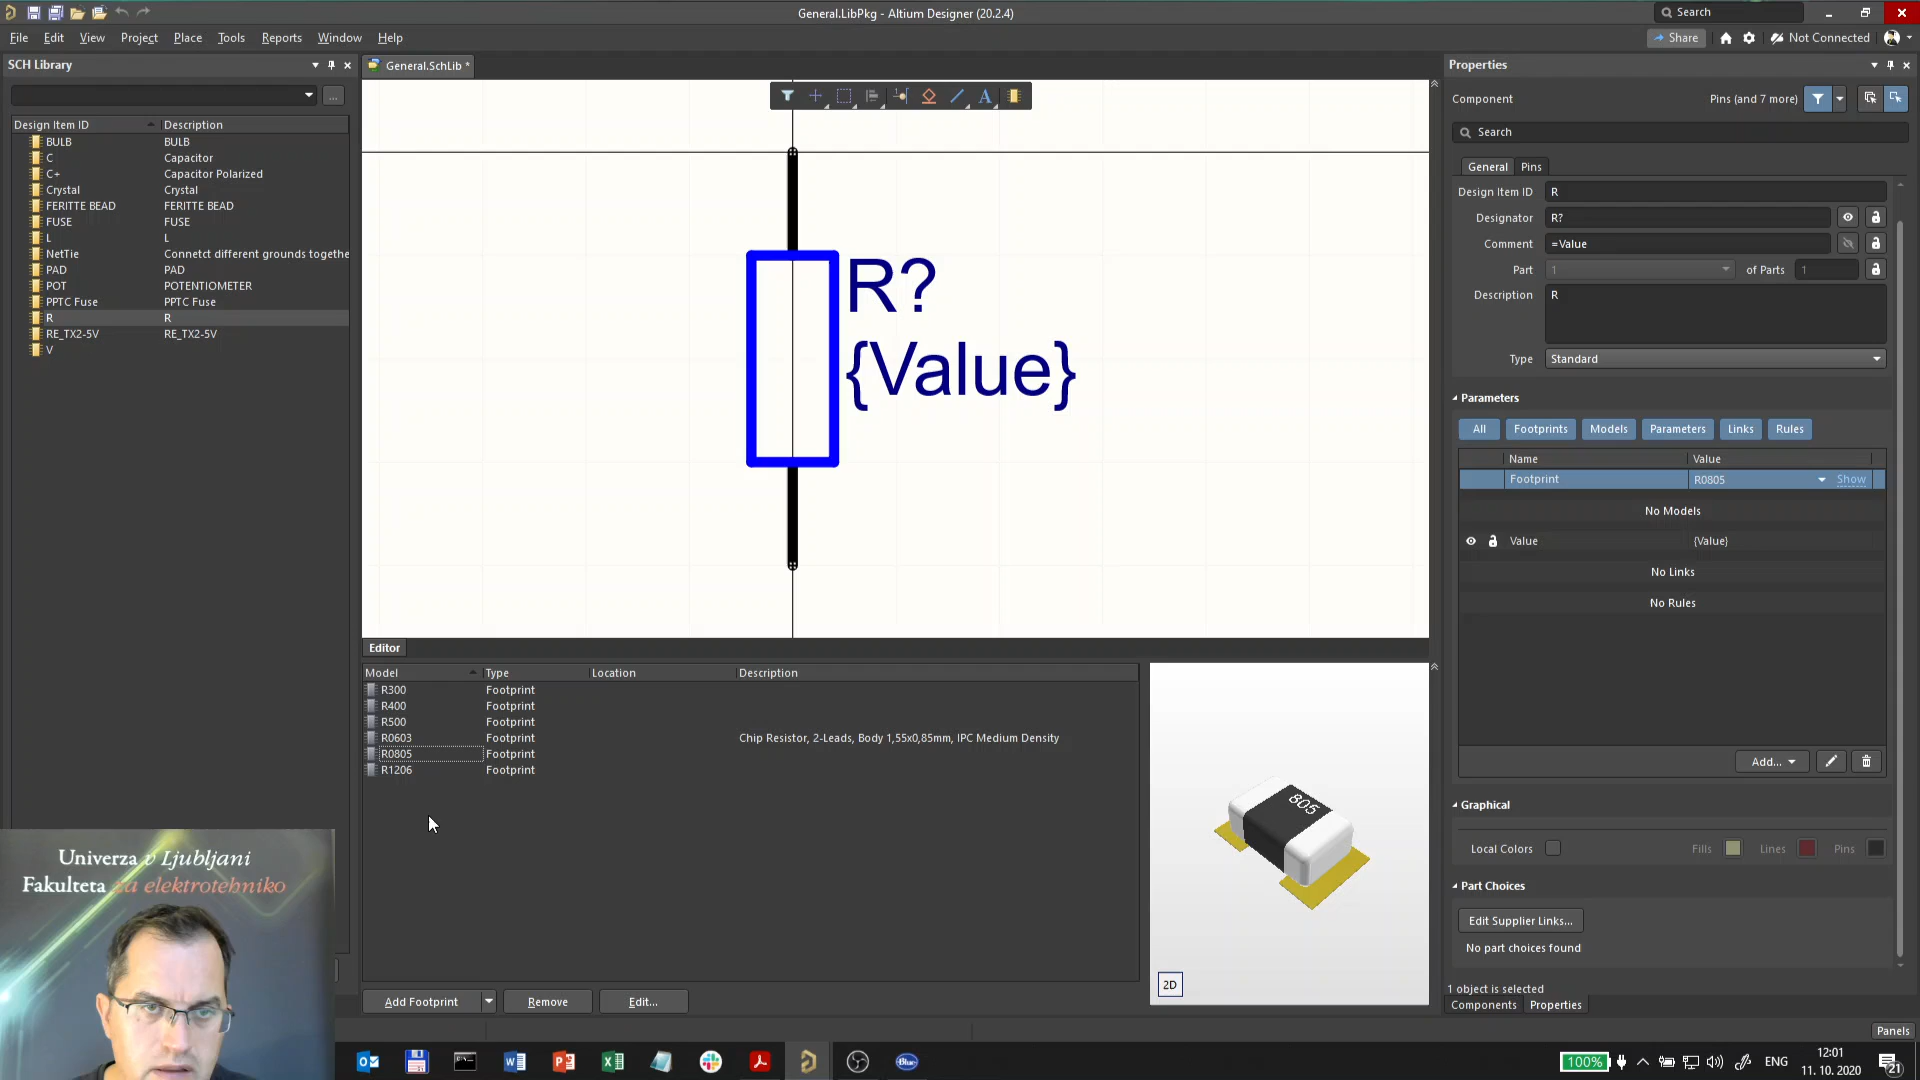 General.LibPkg - Altium Designer (20.2.4)
Search
File Edit View Project Place Tools Reports Window Help
Share Not Connected
SCH Library
...
Design Item ID Description
BULB BULB
C Capacitor
C+ Capacitor Polarized
Crystal Crystal
FERITTE BEAD FERITTE BEAD
FUSE FUSE
L L
NetTie Connetct different grounds togethe
PAD PAD
POT POTENTIOMETER
PPTC Fuse PPTC Fuse
R R
RE_TX2-5V RE_TX2-5V
V
General.SchLib *
R?
{Value}
Editor
Model Type Location Description
R300 Footprint
R400 Footprint
R500 Footprint
R0603 Footprint Chip Resistor, 2-Leads, Body 1,55x0,85mm, IPC Medium Density
R0805 Footprint
R1206 Footprint
805
2D
Add Footprint Remove Edit...
Properties
Component Pins (and 7 more)
Search
General Pins
Design Item ID R
Designator R?
Comment =Value
Part 1 of Parts 1
Description R
Type Standard
Parameters
All Footprints Models Parameters Links Rules
Name Value
Footprint R0805 Show
No Models
Value {Value}
No Links
No Rules
Add...
Graphical
Local Colors Fills Lines Pins
Part Choices
Edit Supplier Links...
No part choices found
1 object is selected
Components Properties
Panels
Univerza v Ljubljani
Fakulteta za elektrotehniko
Blue
100% ENG 12:01
11. 10. 2020
21